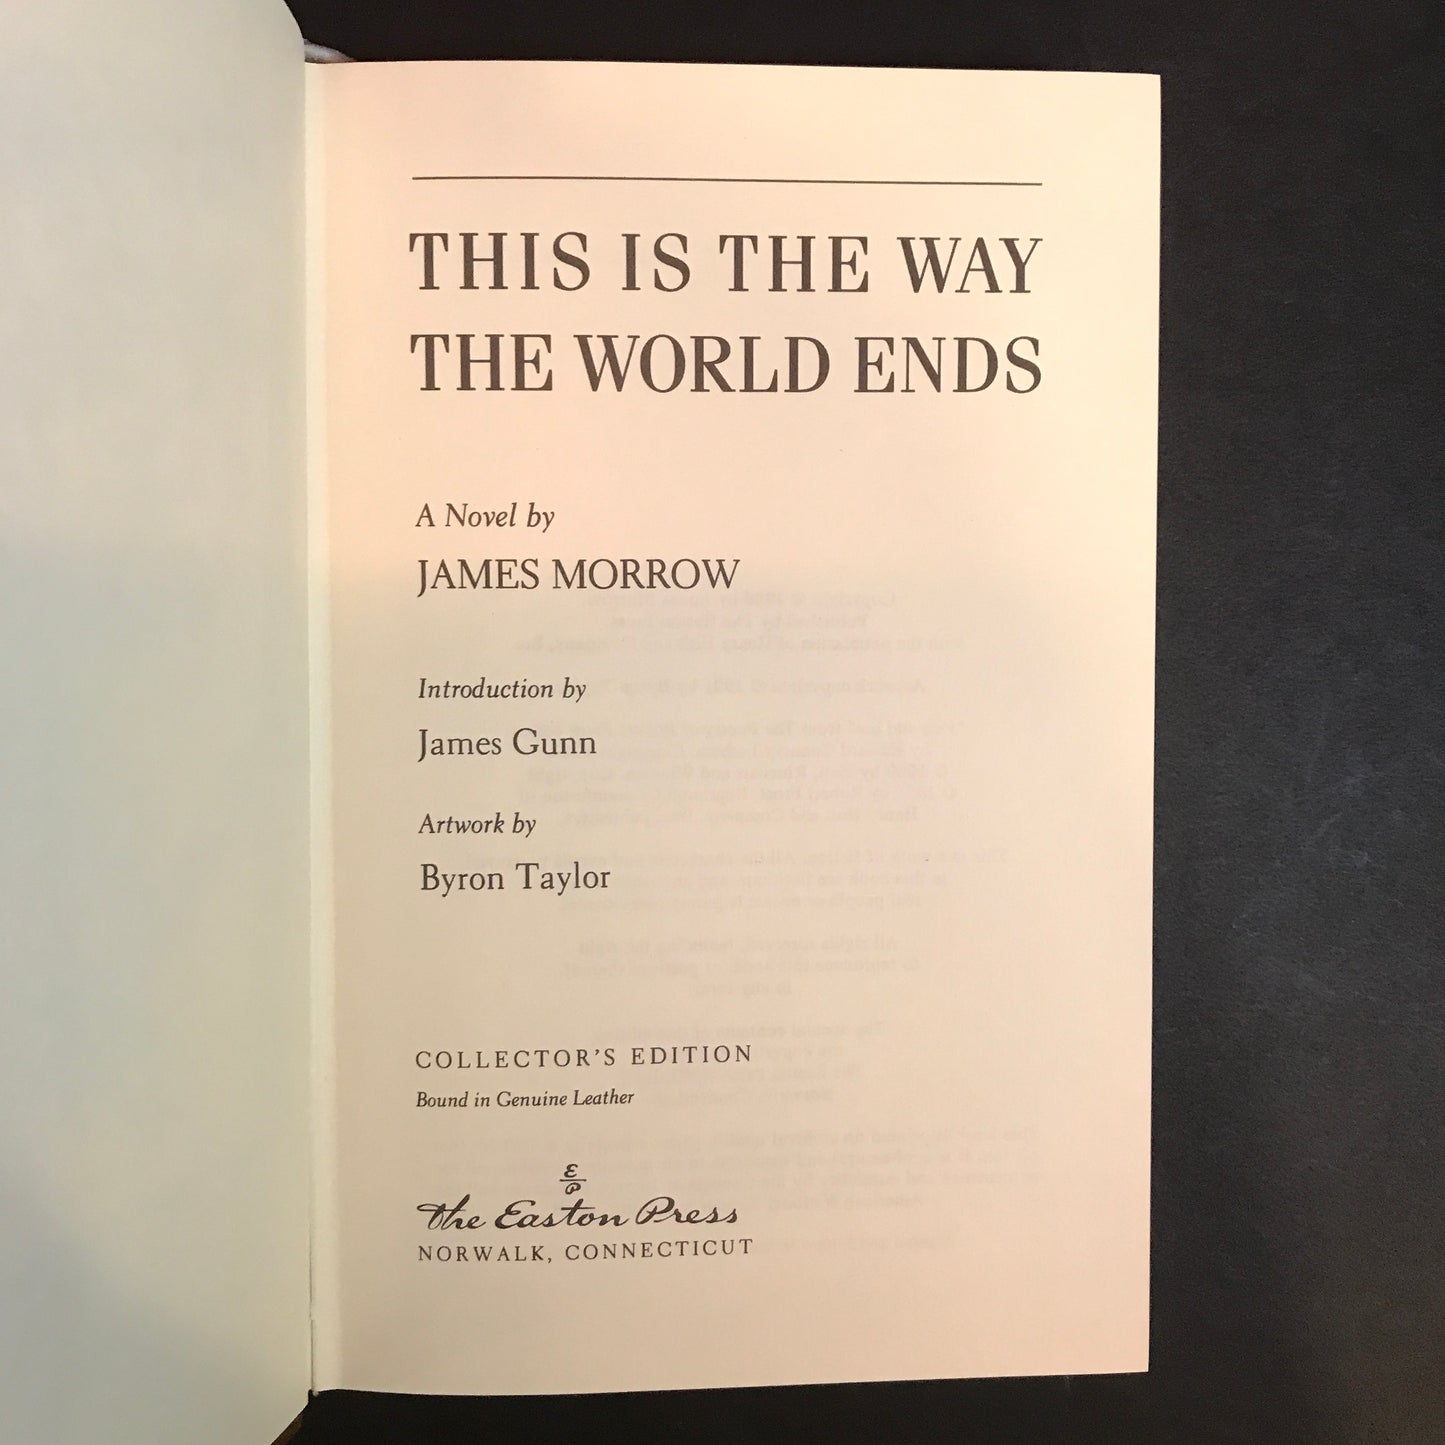 THIS IS THE WAY
THE WORLD ENDS
A Novel by
JAMES MORROW
Introduction by
James Gunn
Artwork by
Byron Taylor
COLLECTOR'S EDITION
Bound in Genuine Leather
E
P
The Easton Press
NORWALK, CONNECTICUT